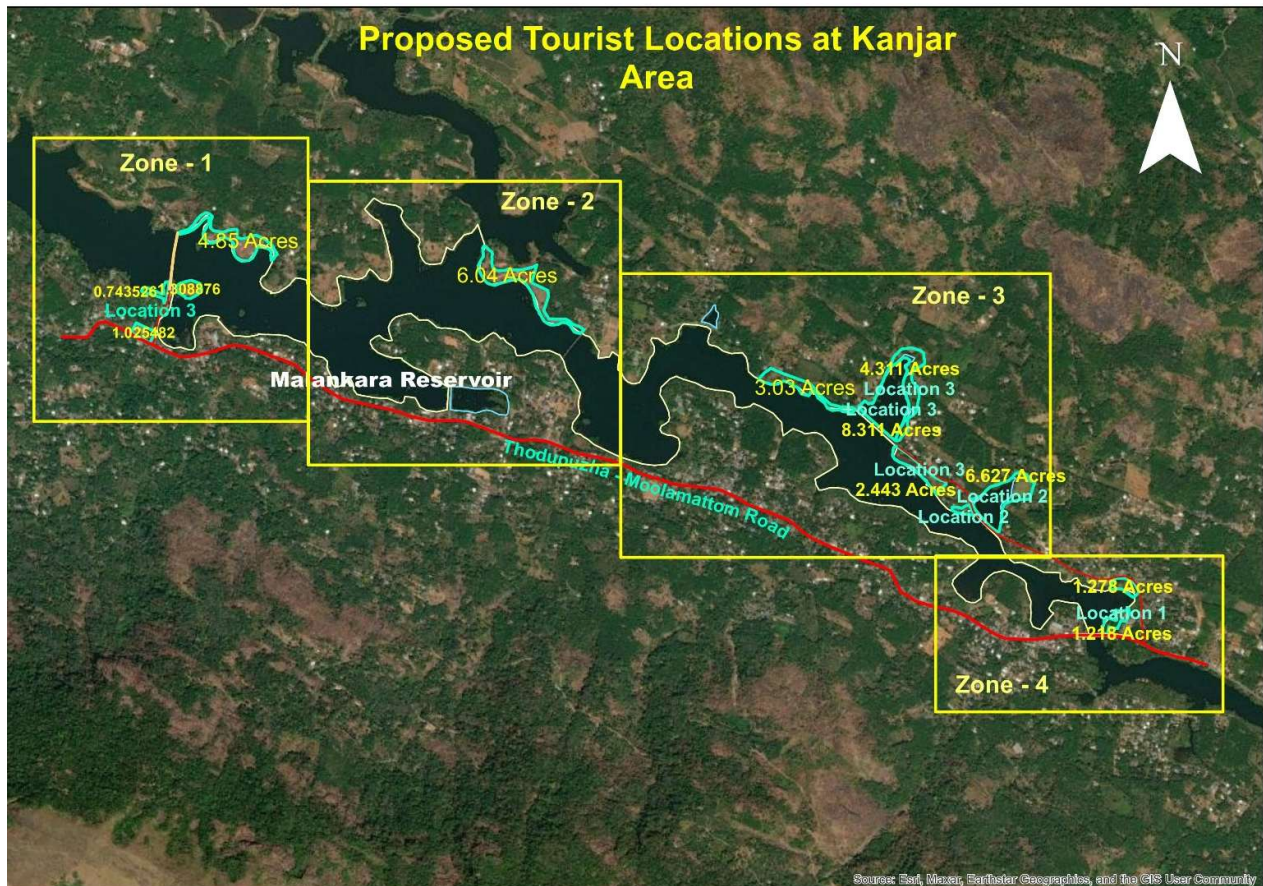 Proposed Tourist Locations at Kanjar
Area
N
Zone - 1
Zone - 2
4.85 Acres
6.04 Acres
0.743526
1.308876
Location 3
1.025482
Zone - 3
Malankara Reservoir
4.311 Acres
3.03 Acres
Location 3
Location 3
8.311 Acres
Thodupuzha - Moolamattom Road
Location 3
6.627 Acres
2.443 Acres
Location 2
Location 2
1.278 Acres
Location 1
1.218 Acres
Zone - 4
Source: Esri, Maxar, Earthstar Geographics, and the GIS User Community